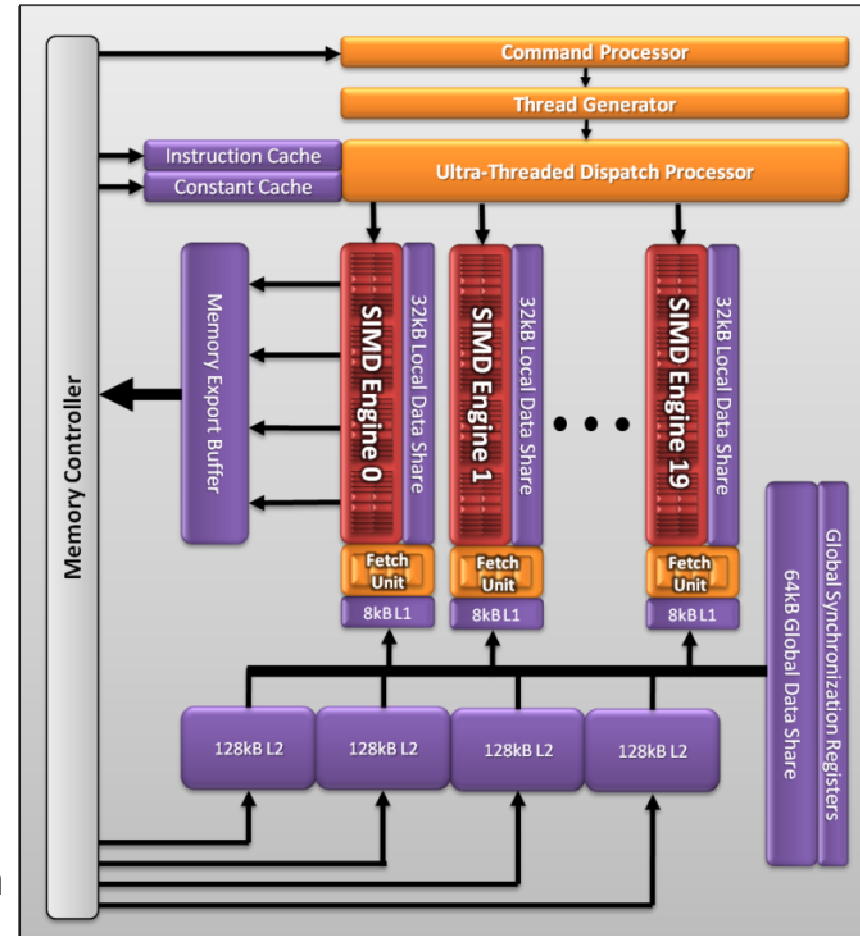 Command Processor
Thread Generator
Instruction Cache
Constant Cache
Ultra-Threaded Dispatch Processor
Memory Controller
Memory Export Buffer
SIMD Engine 0
32kB Local Data Share
SIMD Engine 1
32kB Local Data Share
SIMD Engine 19
32kB Local Data Share
Fetch
Unit
Fetch
Unit
Fetch
Unit
8kB L1
8kB L1
8kB L1
64kB Global Data Share
Global Synchronization Registers
128kB L2
128kB L2
128kB L2
128kB L2